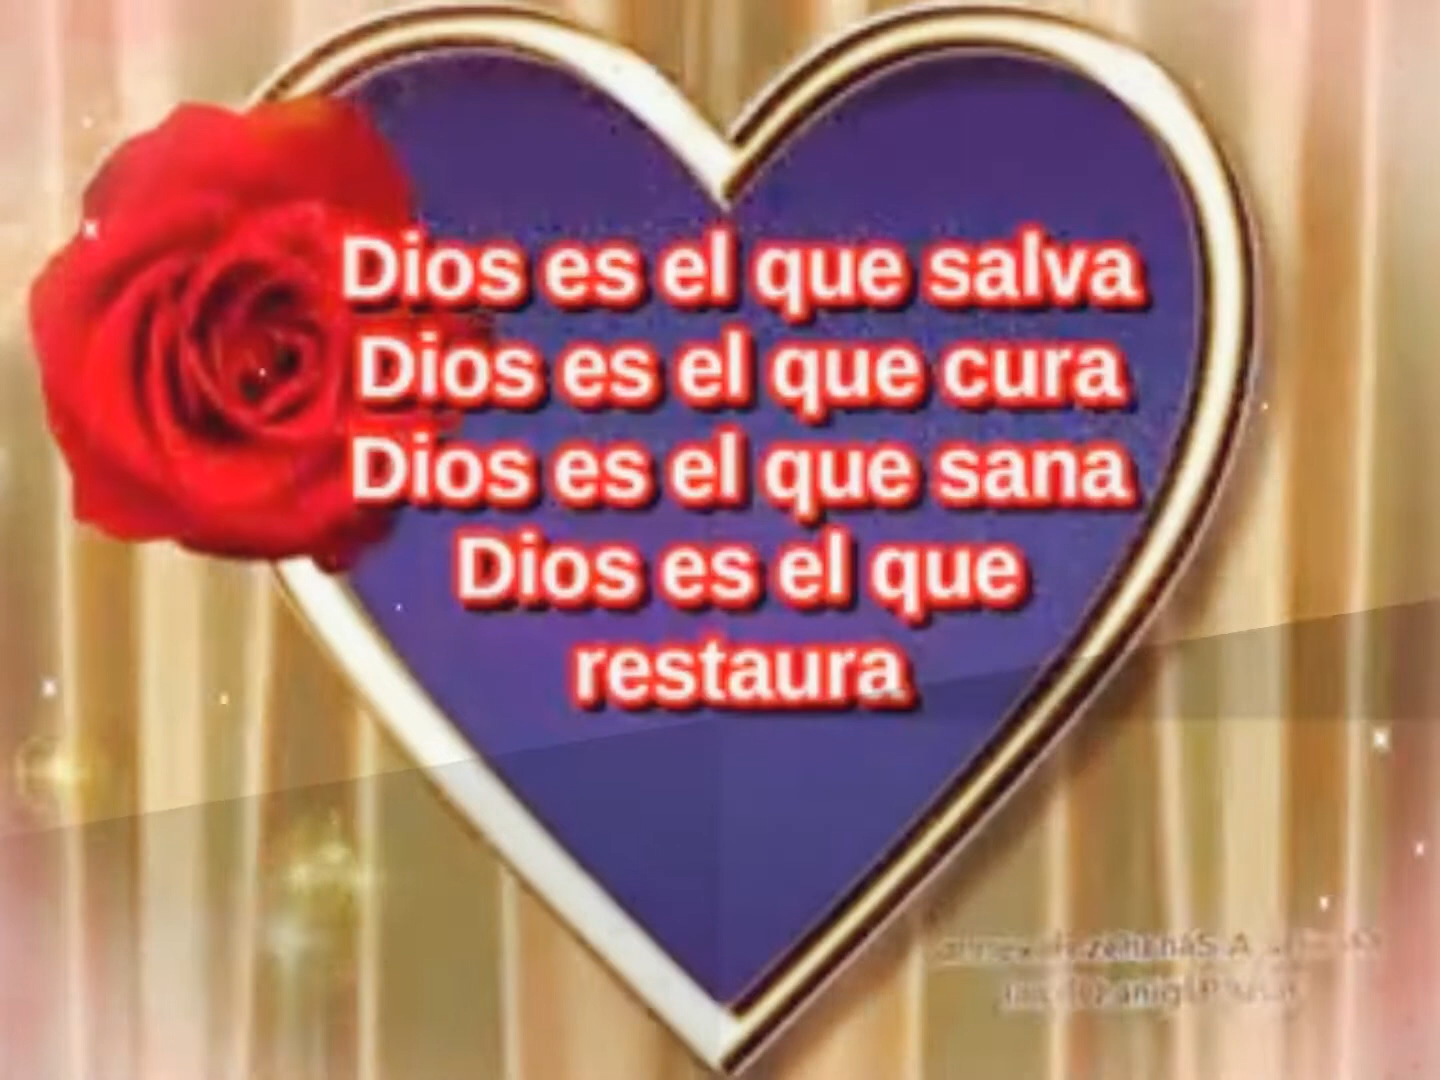 Dios es el que salva
Dios es el que cura
Dios es el que sana
Dios es el que
restaura